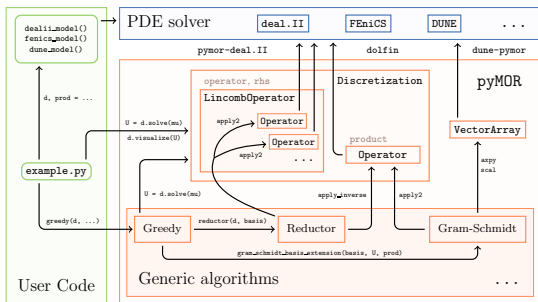 dealii_model()
fenics_model()
dune_model()
PDE solver
deal.II
FEniCS
DUNE
...
pymor-deal.II
dolfin
dune-pymor
operator, rhs
Discretization
pyMOR
LincombOperator
d, prod = ...
apply2
Operator
Operator
apply2
...
U = d.solve(mu)
d.visualize(U)
product
Operator
VectorArray
example.py
axpy
scal
U = d.solve(mu)
apply_inverse
apply2
greedy(d, ...)
Greedy
reductor(d, basis)
Reductor
Gram-Schmidt
gram_schmidt_basis_extension(basis, U, prod)
User Code
Generic algorithms
...